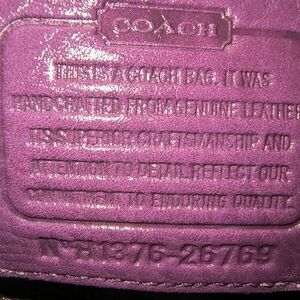 COACH
THIS IS A COACH BAG. IT WAS
HANDCRAFTED FROM GENUINE LEATHER
ITS SUPERIOR CRAFTSMANSHIP AND
ATTENTION TO DETAIL REFLECT OUR
COMMITMENT TO ENDURING QUALITY.
Nº H1376-26769